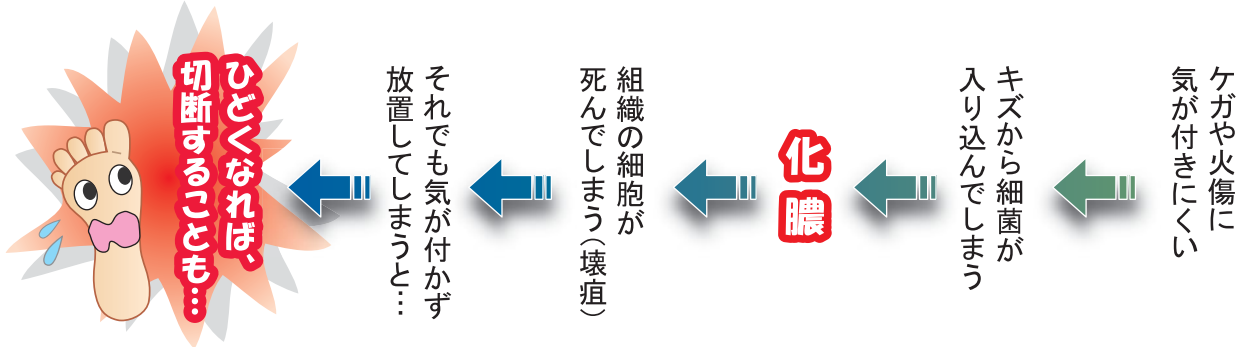 ケガや火傷に
気が付きにくい
キズから細菌が
入り込んでしまう
化膿
組織の細胞が
死んでしまう（壊疽）
それでも気が付かず
放置してしまうと…
ひどくなれば、
切断することも…